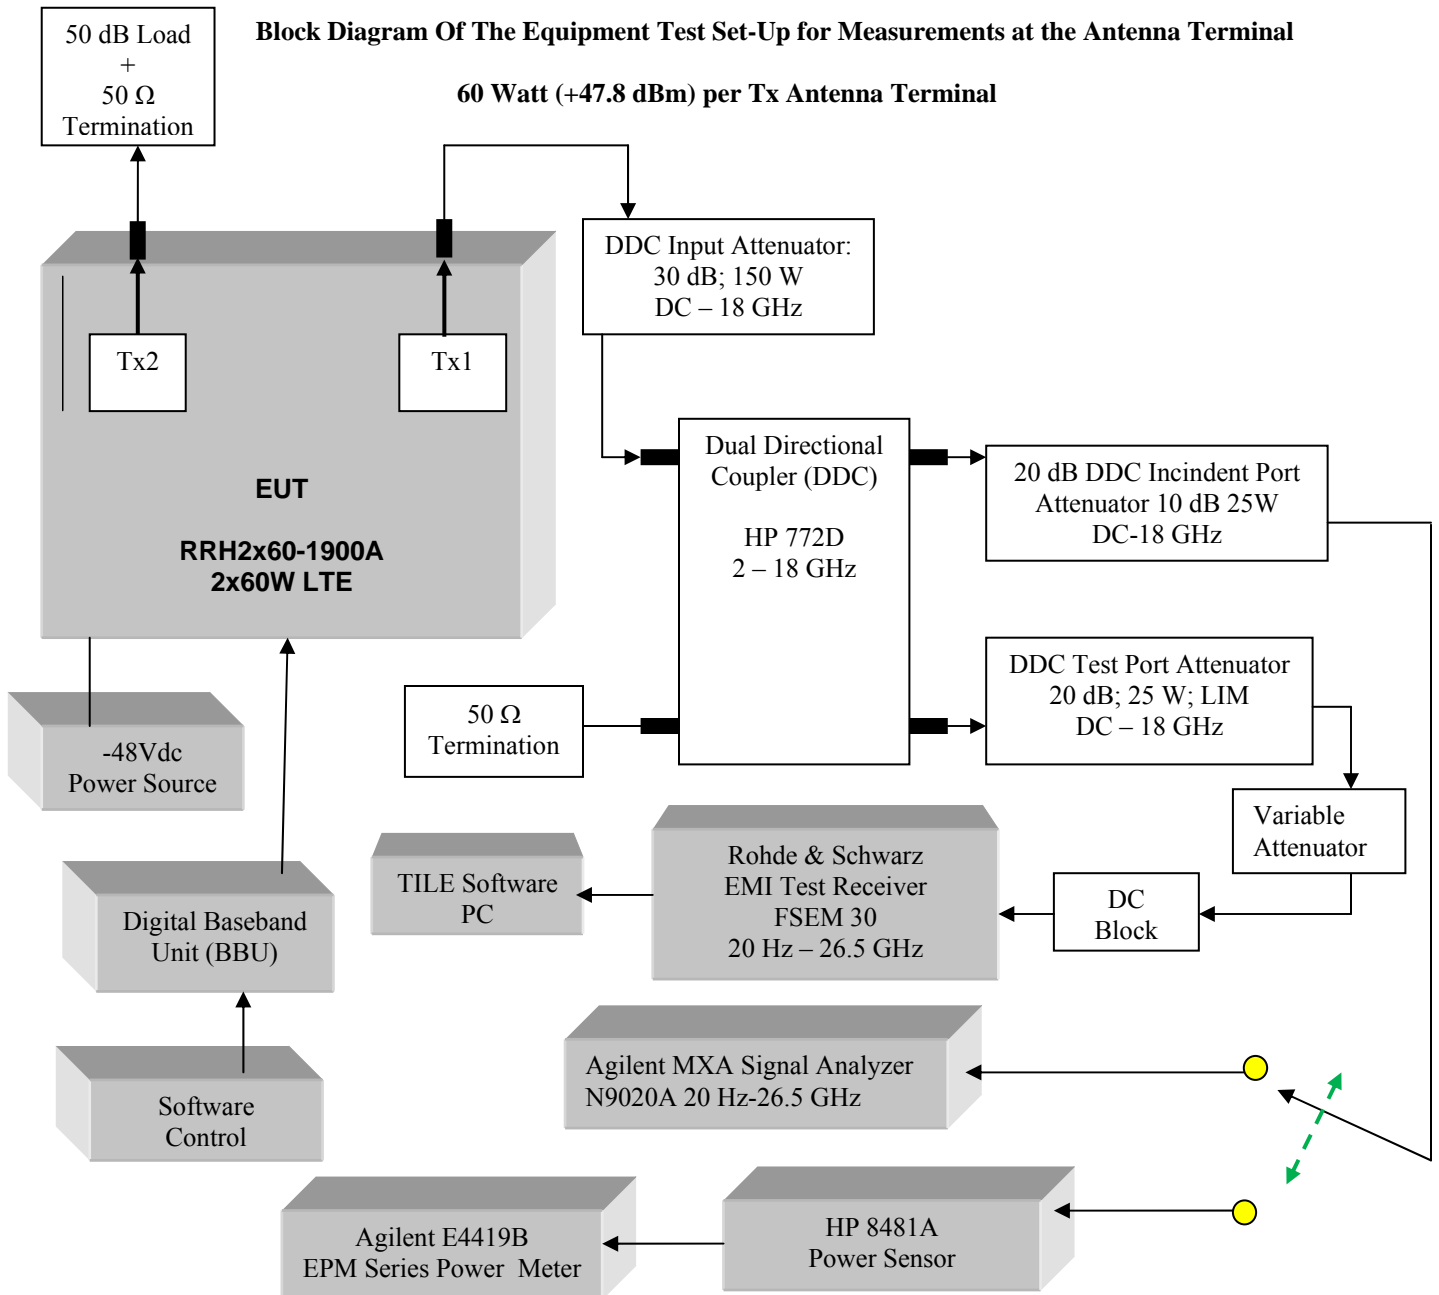 50 dB Load
+
50 Ω
Termination
Block Diagram Of The Equipment Test Set-Up for Measurements at the Antenna Terminal
60 Watt (+47.8 dBm) per Tx Antenna Terminal
DDC Input Attenuator:
30 dB; 150 W
DC – 18 GHz
Tx2
Tx1
EUT
RRH2x60-1900A
2x60W LTE
Dual Directional
Coupler (DDC)
HP 772D
2 – 18 GHz
20 dB DDC Incindent Port
Attenuator 10 dB 25W
DC-18 GHz
DDC Test Port Attenuator
20 dB; 25 W; LIM
DC – 18 GHz
50 Ω
Termination
-48Vdc
Power Source
Variable
Attenuator
Rohde & Schwarz
EMI Test Receiver
FSEM 30
20 Hz – 26.5 GHz
TILE Software
PC
DC
Block
Digital Baseband
Unit (BBU)
Agilent MXA Signal Analyzer
N9020A 20 Hz-26.5 GHz
Software
Control
HP 8481A
Power Sensor
Agilent E4419B
EPM Series Power  Meter